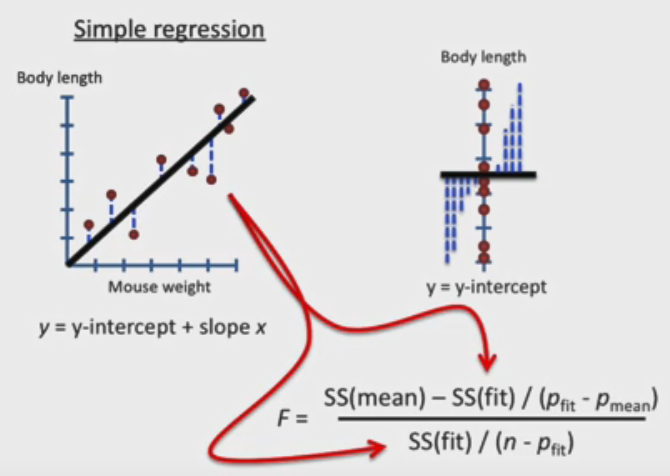 Simple regression
Body length
Mouse weight
y = y-intercept + slope x
Body length
y = y-intercept
F =
SS(mean) – SS(fit) / (pfit - pmean)
SS(fit) / (n - pfit)